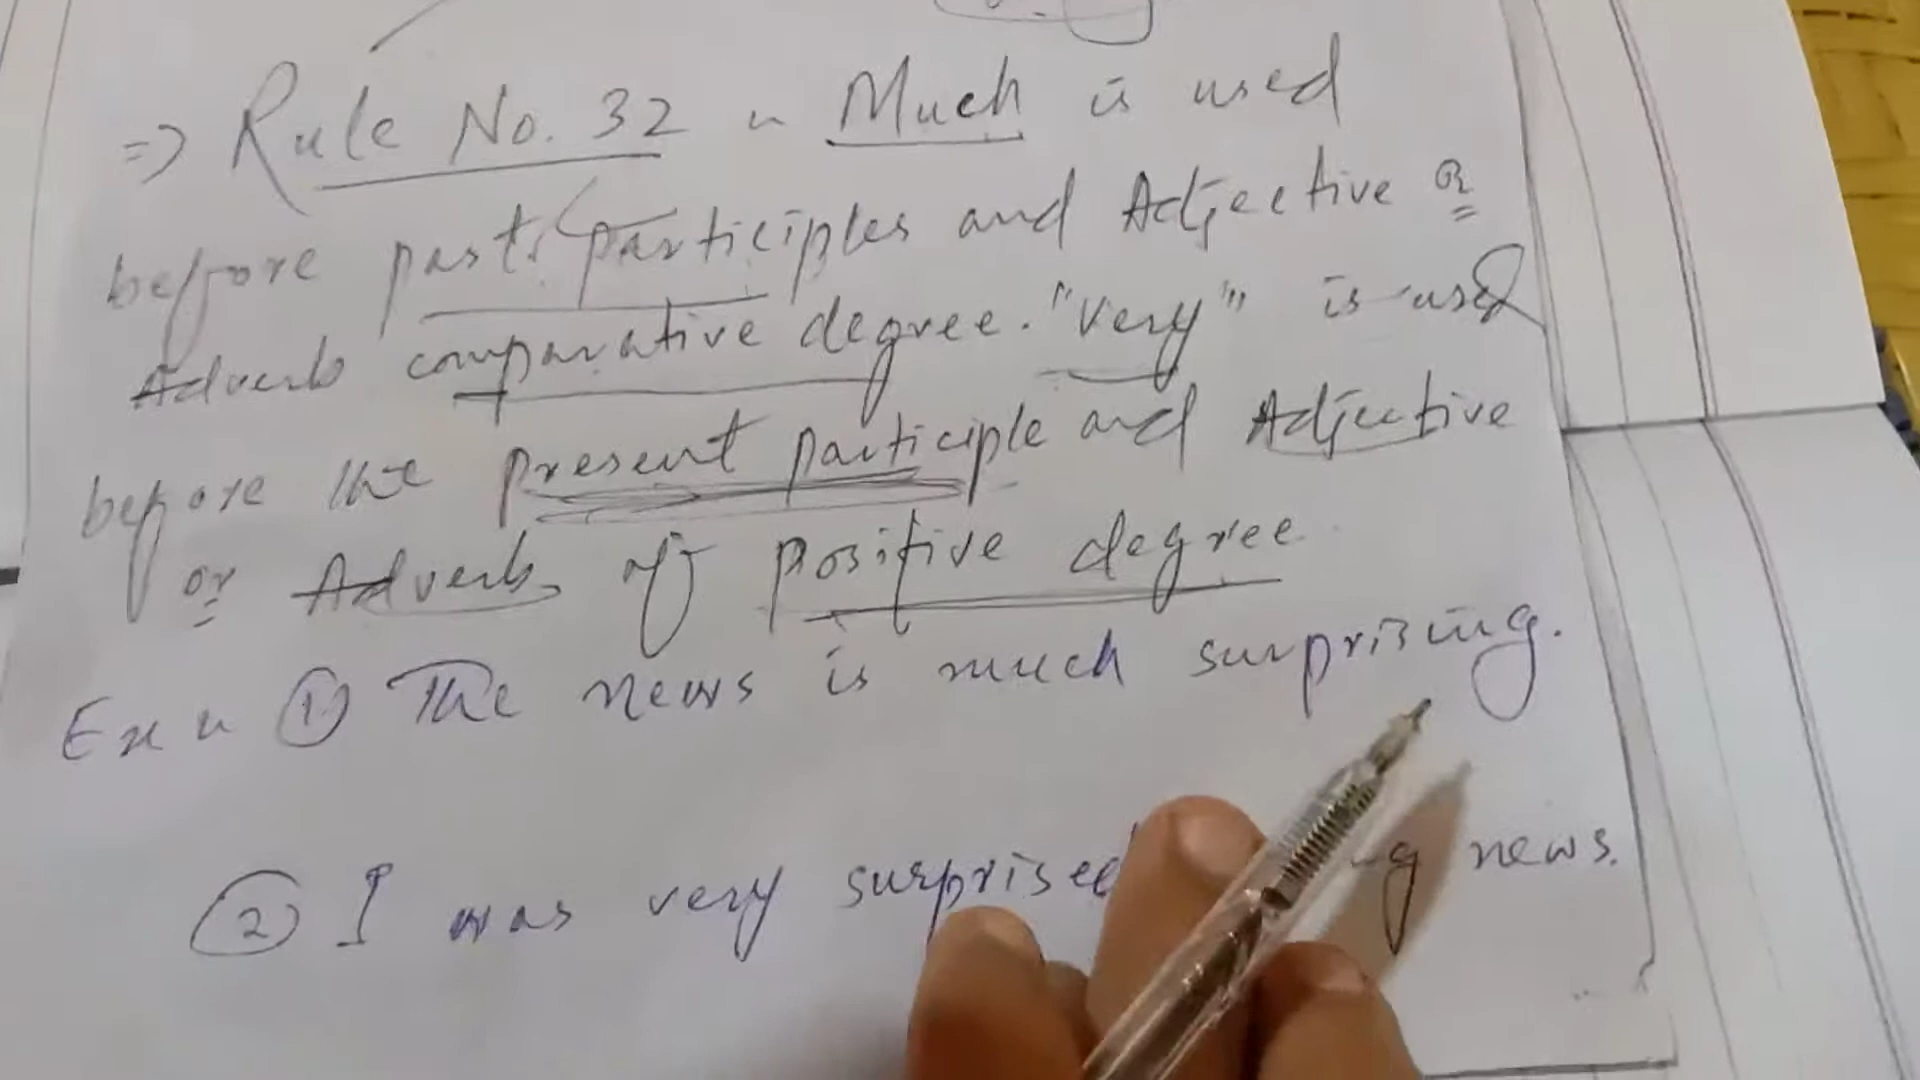 => Rule No. 32 ~ Much is used
before past participles and Adjective or
Adverb comparative degree. "Very" is used
before the present participle and Adjective
or Adverb of positive degree.
Ex ~ ① The news is much surprising.
② I was very surprised news.